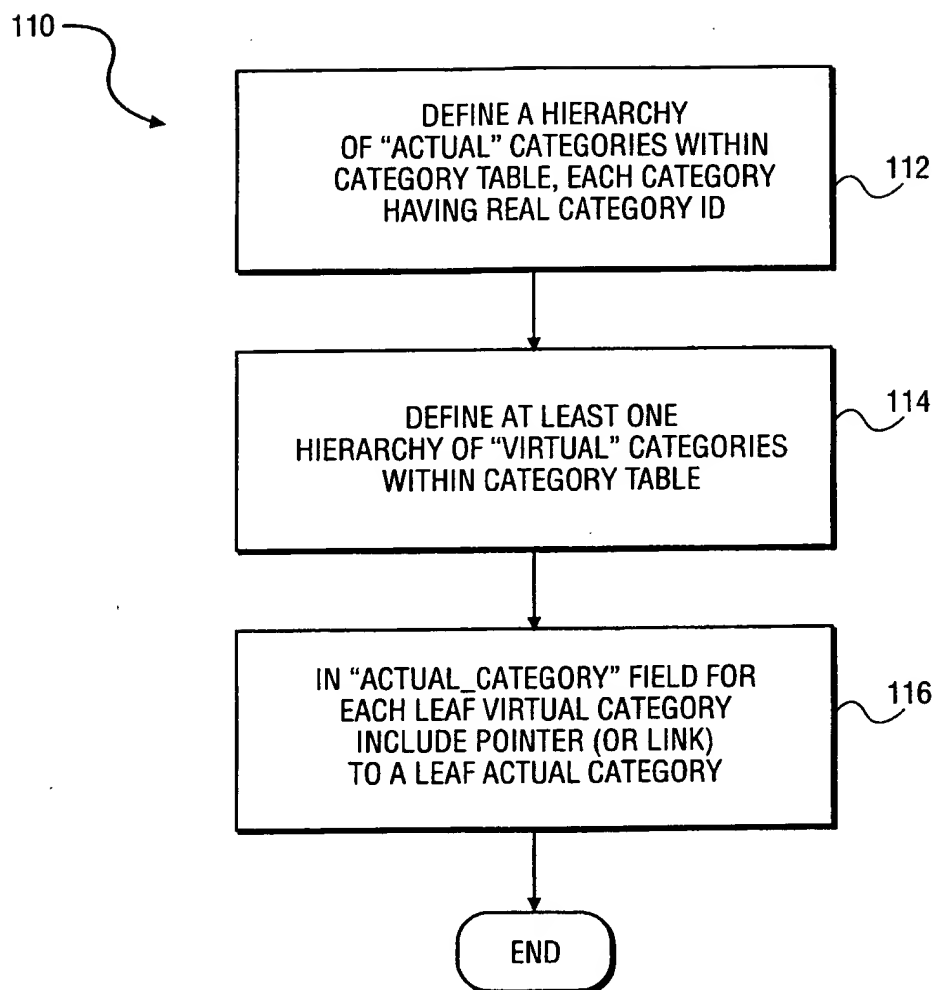 110
DEFINE A HIERARCHY
OF “ACTUAL” CATEGORIES WITHIN
CATEGORY TABLE, EACH CATEGORY
HAVING REAL CATEGORY ID
112
DEFINE AT LEAST ONE
HIERARCHY OF “VIRTUAL” CATEGORIES
WITHIN CATEGORY TABLE
114
IN “ACTUAL_CATEGORY” FIELD FOR
EACH LEAF VIRTUAL CATEGORY
INCLUDE POINTER (OR LINK)
TO A LEAF ACTUAL CATEGORY
116
END